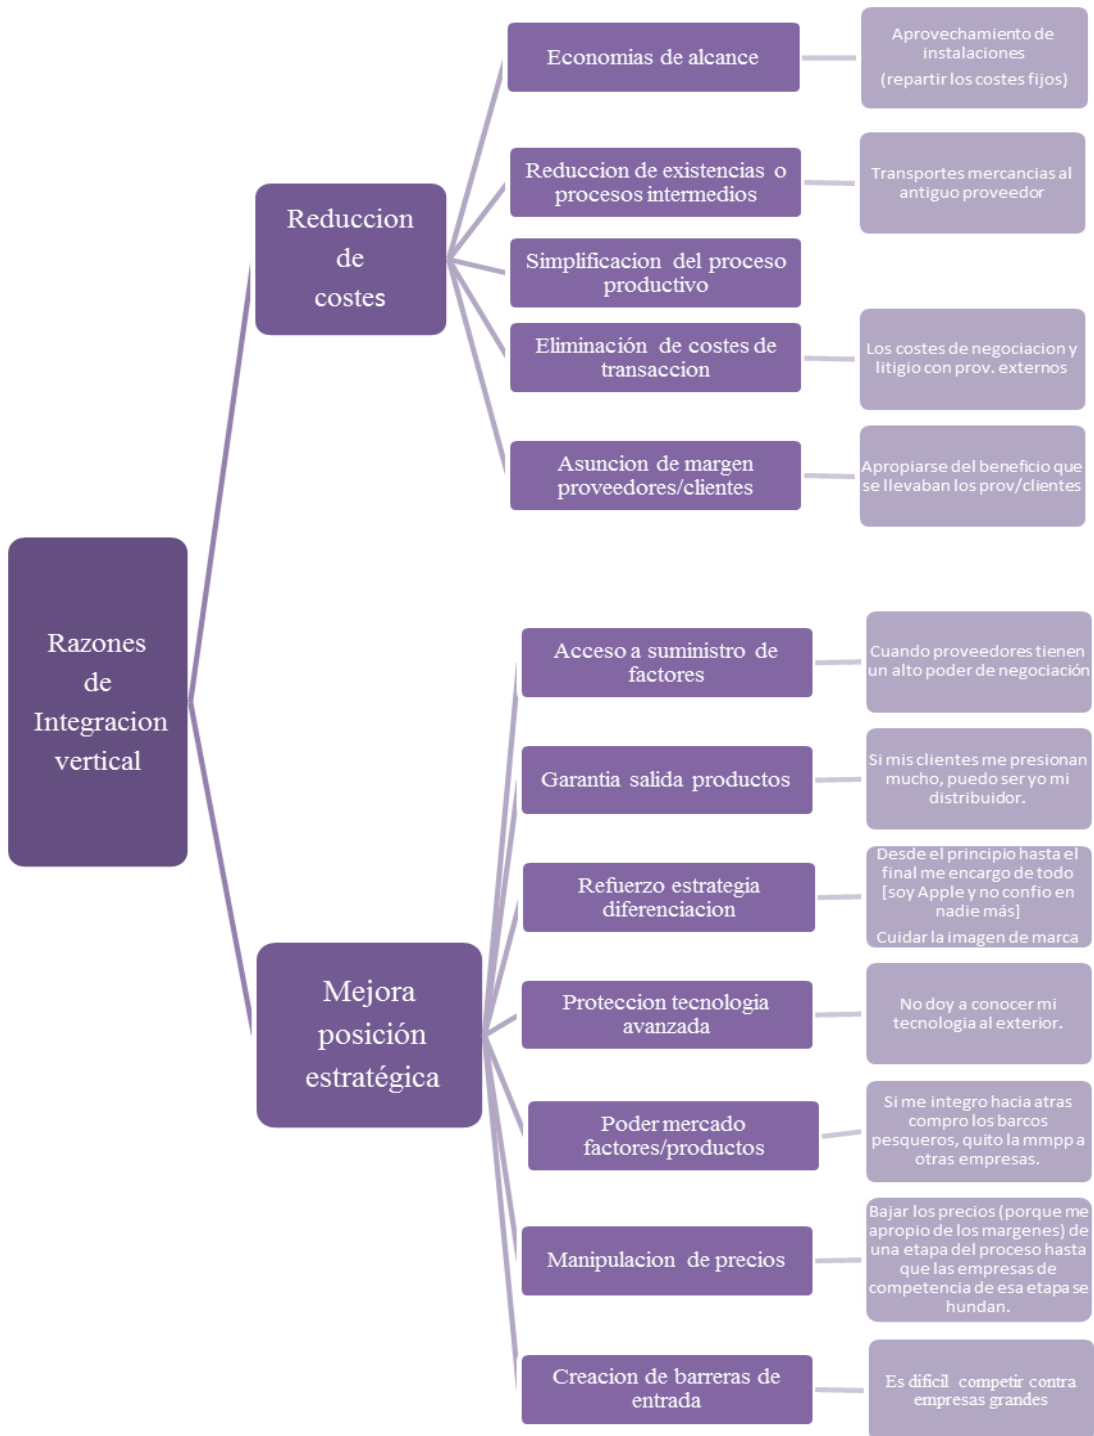 Razones
de
Integracion
vertical
Reduccion
de
costes
Economias de alcance
Aprovechamiento de
instalaciones
(repartir los costes fijos)
Reduccion de existencias o
procesos intermedios
Transportes mercancias al
antiguo proveedor
Simplificacion del proceso
productivo
Eliminación de costes de
transaccion
Los costes de negociacion y
litigio con prov. externos
Asuncion de margen
proveedores/clientes
Apropiarse del beneficio que
se llevaban los prov/clientes
Mejora
posición
estratégica
Acceso a suministro de
factores
Cuando proveedores tienen
un alto poder de negociación
Garantia salida productos
Si mis clientes me presionan
mucho, puedo ser yo mi
distribuidor.
Refuerzo estrategia
diferenciacion
Desde el principio hasta el
final me encargo de todo
[soy Apple y no confio en
nadie más]
Cuidar la imagen de marca
Proteccion tecnologia
avanzada
No doy a conocer mi
tecnologia al exterior.
Poder mercado
factores/productos
Si me integro hacia atras
compro los barcos
pesqueros, quito la mmpp a
otras empresas.
Manipulacion de precios
Bajar los precios (porque me
apropio de los margenes) de
una etapa del proceso hasta
que las empresas de
competencia de esa etapa se
hundan.
Creacion de barreras de
entrada
Es dificil competir contra
empresas grandes